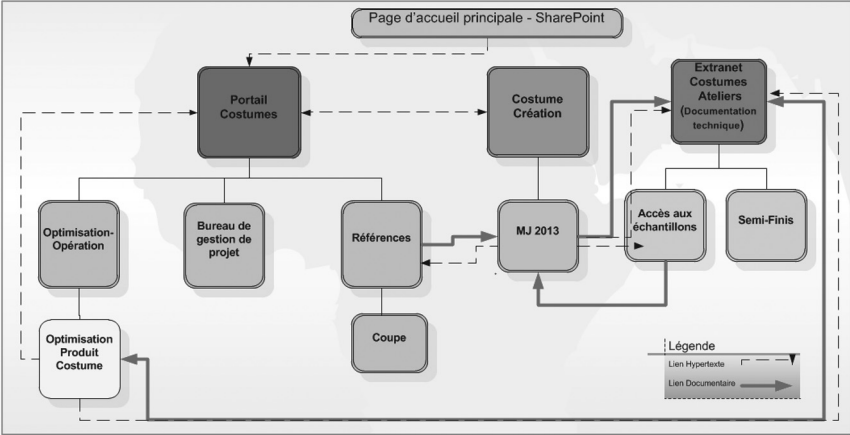 Page d'accueil principale - SharePoint
Portail
Costumes
Costume
Création
Extranet
Costumes
Ateliers
(Documentation
technique)
Optimisation-
Opération
Bureau de
gestion de
projet
Références
MJ 2013
Accès aux
échantillons
Semi-Finis
Optimisation
Produit
Costume
Coupe
Légende
Lien Hypertexte
Lien Documentaire